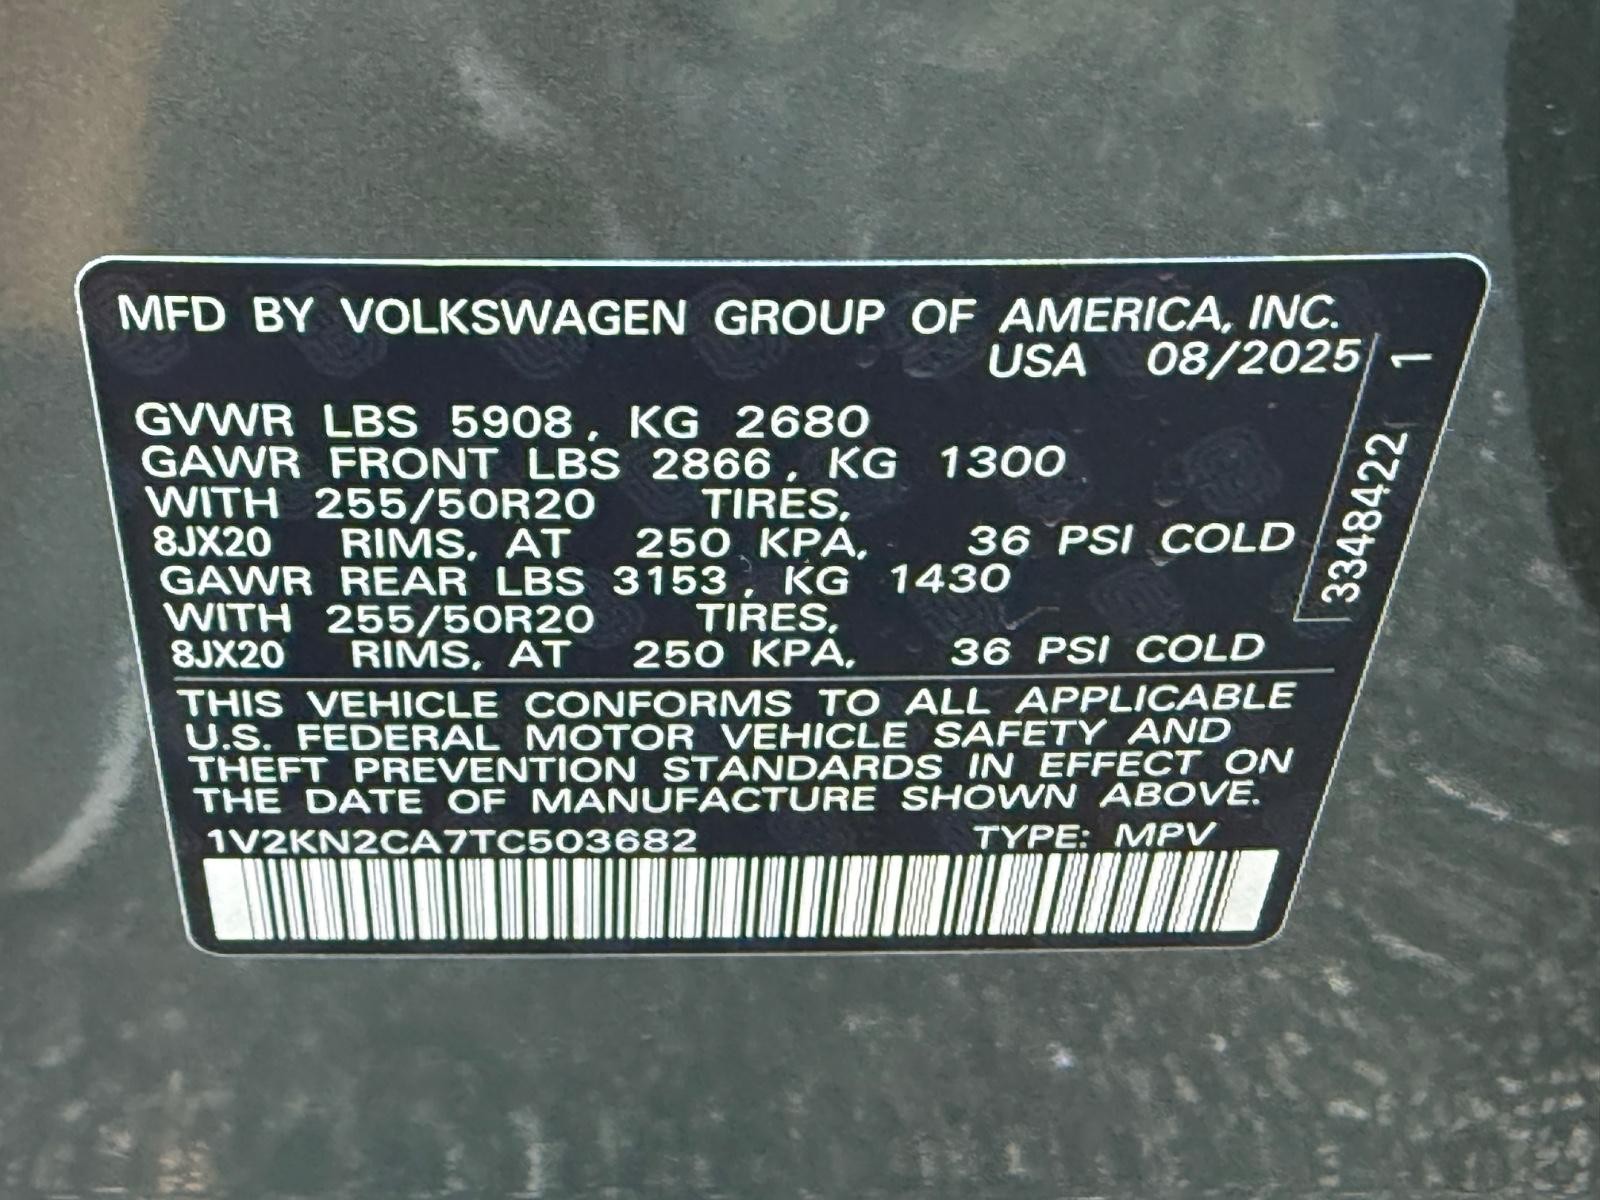 MFD BY VOLKSWAGEN GROUP OF AMERICA, INC.
USA 08/2025
GVWR LBS 5908, KG 2680
GAWR FRONT LBS 2866, KG 1300
WITH 255/50R20 TIRES,
8JX20 RIMS, AT 250 KPA, 36 PSI COLD
GAWR REAR LBS 3153, KG 1430
WITH 255/50R20 TIRES,
8JX20 RIMS, AT 250 KPA, 36 PSI COLD
THIS VEHICLE CONFORMS TO ALL APPLICABLE
U.S. FEDERAL MOTOR VEHICLE SAFETY AND
THEFT PREVENTION STANDARDS IN EFFECT ON
THE DATE OF MANUFACTURE SHOWN ABOVE.
1V2KN2CA7TC503682 TYPE: MPV
3348422 1